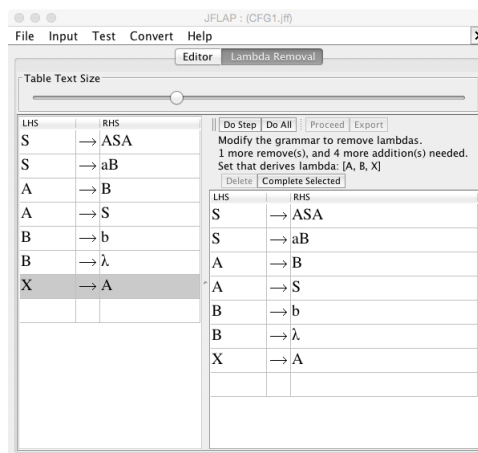 JFLAP : (CFG1.jff)
File Input Test Convert Help
Editor Lambda Removal
Table Text Size
LHS RHS
S → ASA
S → aB
A → B
A → S
B → b
B → λ
X → A
Do Step Do All Proceed Export
Modify the grammar to remove lambdas.
1 more remove(s), and 4 more addition(s) needed.
Set that derives lambda: [A, B, X]
Delete Complete Selected
LHS RHS
S → ASA
S → aB
A → B
A → S
B → b
B → λ
X → A